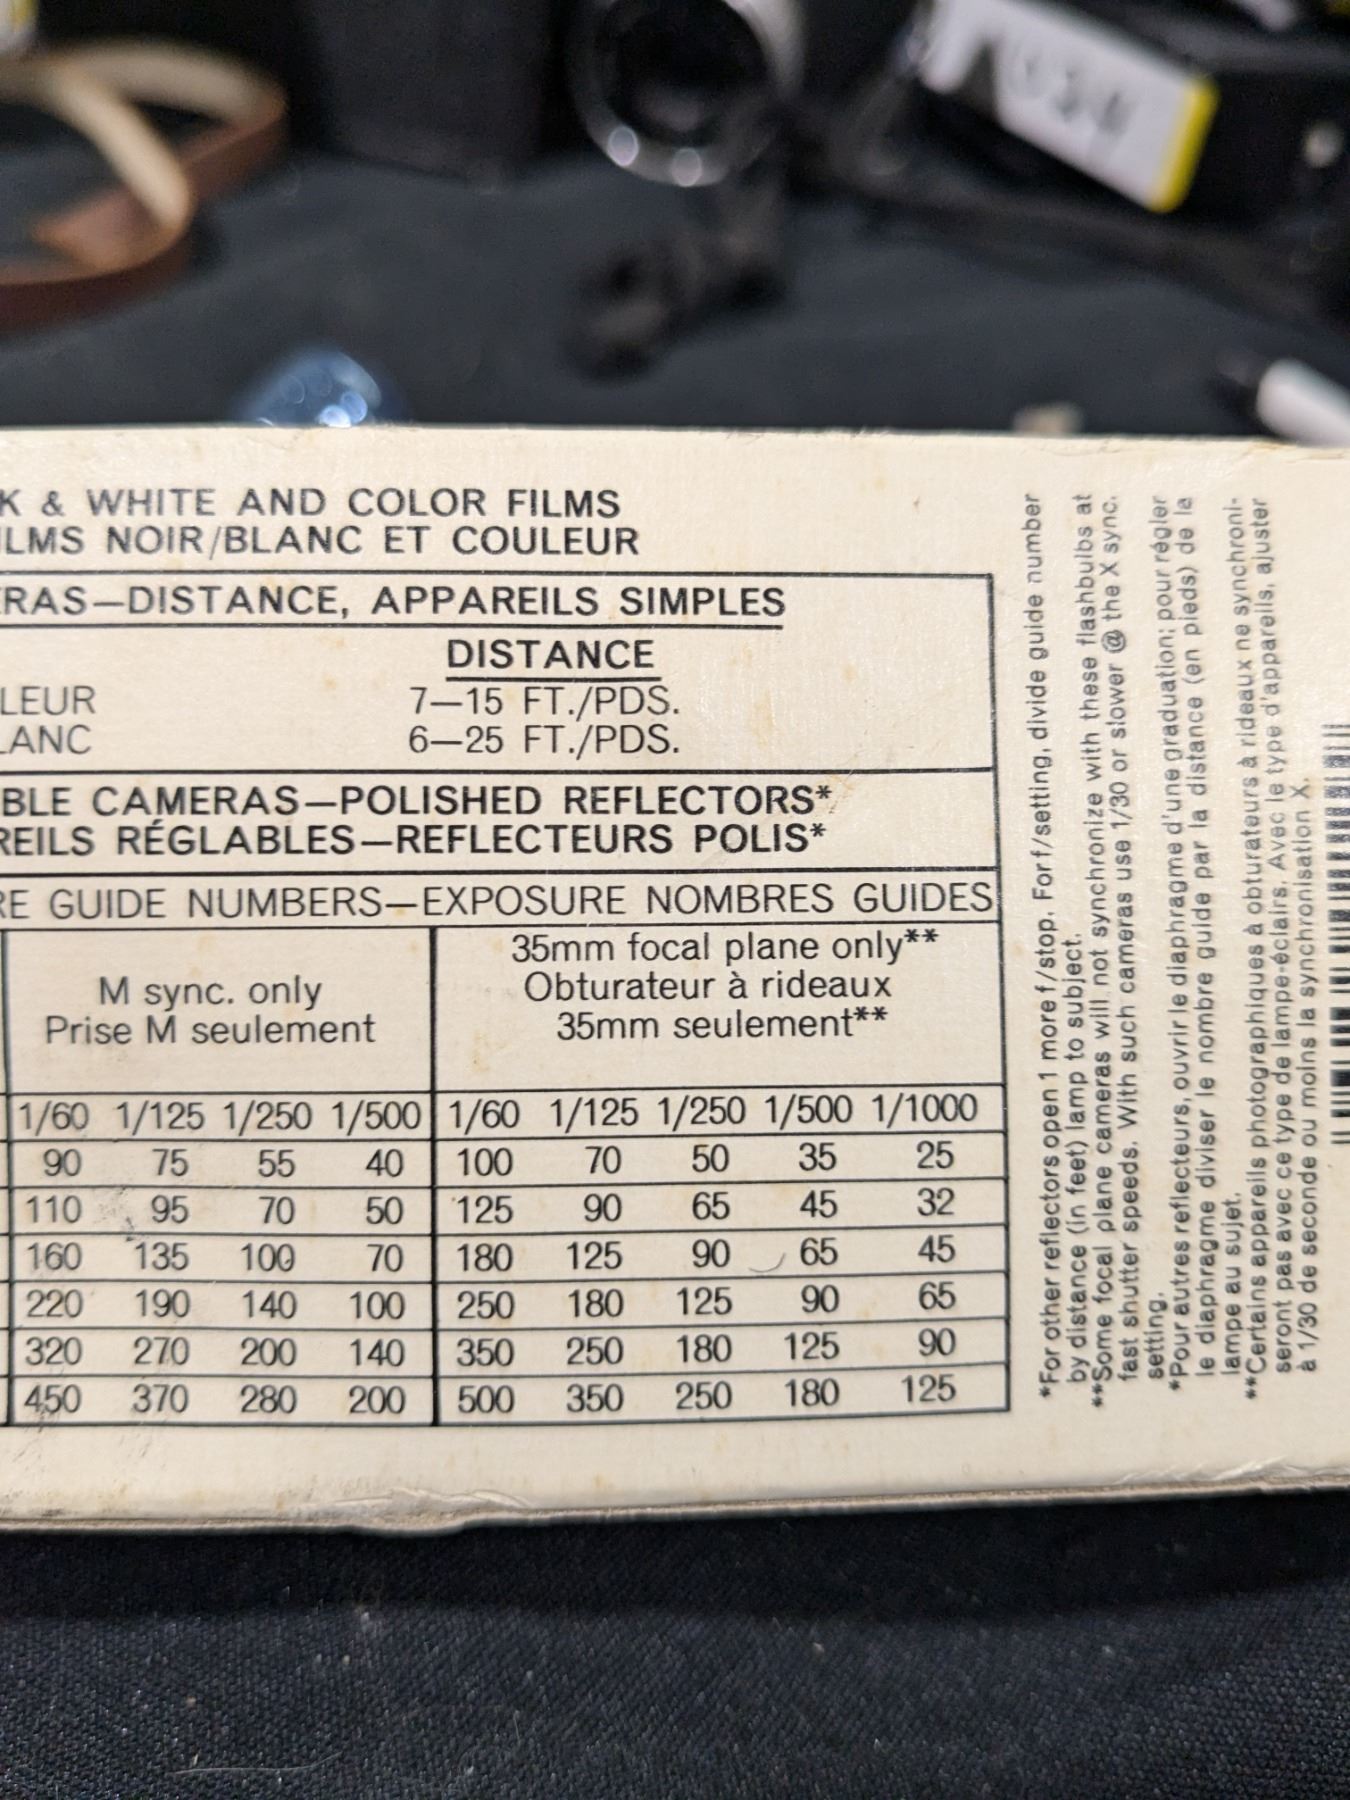 K & WHITE AND COLOR FILMS
ILMS NOIR/BLANC ET COULEUR
RAS—DISTANCE, APPAREILS SIMPLES
DISTANCE
LEUR 7—15 FT./PDS.
LANC 6—25 FT./PDS.
BLE CAMERAS—POLISHED REFLECTORS*
REILS RÉGLABLES—REFLECTEURS POLIS*
RE GUIDE NUMBERS—EXPOSURE NOMBRES GUIDES
M sync. only
Prise M seulement
35mm focal plane only**
Obturateur à rideaux
35mm seulement**
1/60 1/125 1/250 1/500 1/60 1/125 1/250 1/500 1/1000
90 75 55 40 100 70 50 35 25
110 95 70 50 125 90 65 45 32
160 135 100 70 180 125 90 65 45
220 190 140 100 250 180 125 90 65
320 270 200 140 350 250 180 125 90
450 370 280 200 500 350 250 180 125
*For other reflectors open 1 more f/stop. For f/setting, divide guide number
by distance (in feet) lamp to subject.
**Some focal plane cameras will not synchronize with these flashbulbs at
fast shutter speeds. With such cameras use 1/30 or slower @ the X sync.
setting.
*Pour autres reflecteurs, ouvrir le diaphragme d'une graduation; pour régler
le diaphragme diviser le nombre guide par la distance (en pieds) de la
lampe au sujet.
**Certains appareils photographiques à obturateurs à rideaux ne synchroni-
seront pas avec ce type de lampe-éclairs. Avec le type d'appareils, ajuster
à 1/30 de seconde ou moins la synchronisation X.